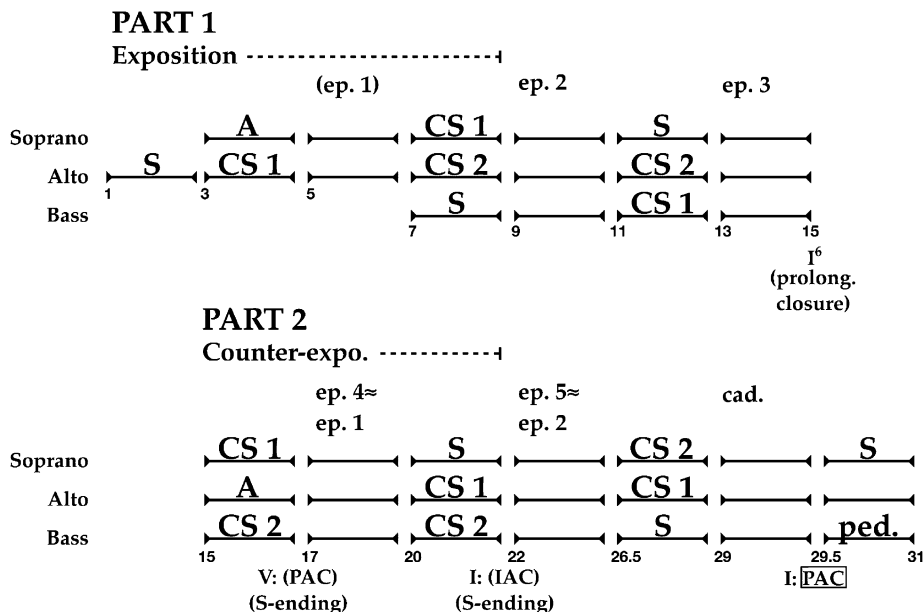 PART 1
Exposition
(ep. 1) ep. 2 ep. 3
Soprano A CS 1 S
Alto S CS 1 CS 2 CS 2
1 3 5
Bass S CS 1
7 9 11 13 15
I⁶
(prolong.
closure)
PART 2
Counter-expo.
ep. 4≈ ep. 5≈ cad.
ep. 1 ep. 2
Soprano CS 1 S CS 2 S
Alto A CS 1 CS 1
Bass CS 2 CS 2 S ped.
15 17 20 22 26.5 29 29.5 31
V: (PAC) I: (IAC) I: PAC
(S-ending) (S-ending)